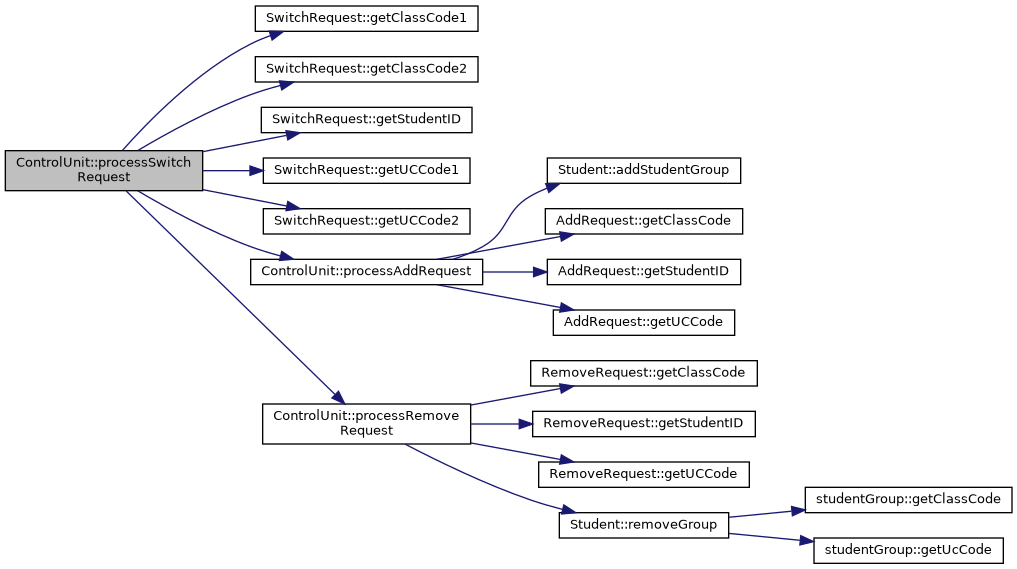 SwitchRequest::getClassCode1
SwitchRequest::getClassCode2
SwitchRequest::getStudentID
ControlUnit::processSwitch
Request
SwitchRequest::getUCCode1
SwitchRequest::getUCCode2
ControlUnit::processAddRequest
Student::addStudentGroup
AddRequest::getClassCode
AddRequest::getStudentID
AddRequest::getUCCode
ControlUnit::processRemove
Request
RemoveRequest::getClassCode
RemoveRequest::getStudentID
RemoveRequest::getUCCode
Student::removeGroup
studentGroup::getClassCode
studentGroup::getUcCode